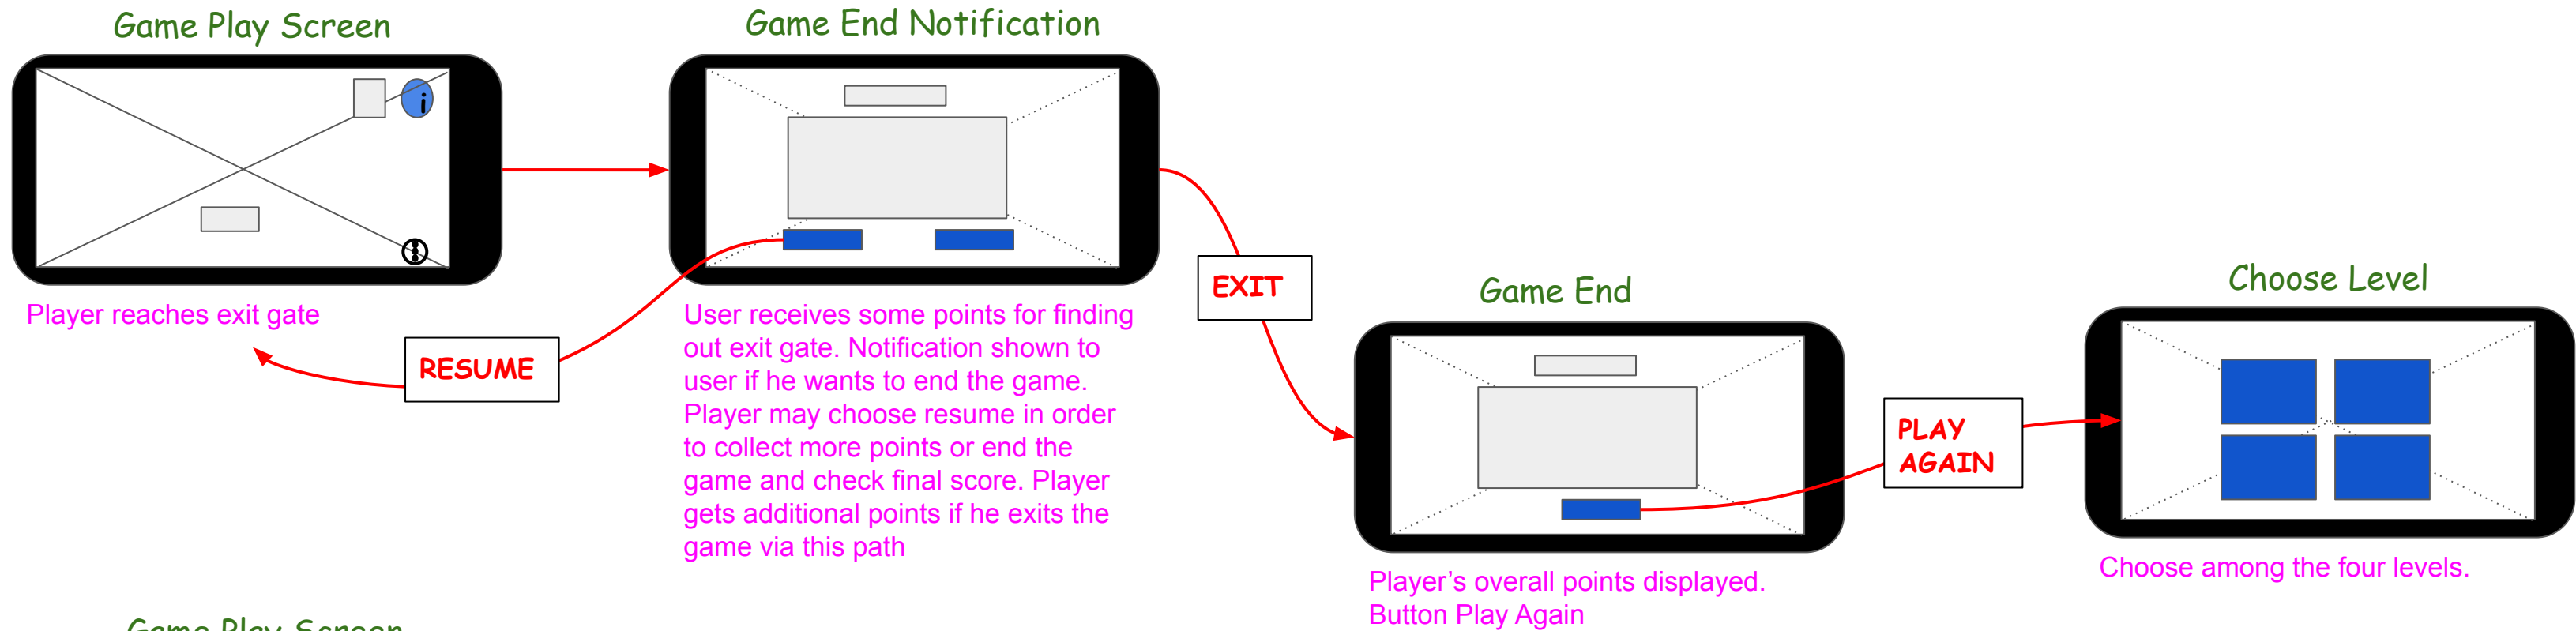 Game Play Screen
Game End Notification
i
Player reaches exit gate
RESUME
User receives some points for finding
out exit gate. Notification shown to
user if he wants to end the game.
Player may choose resume in order
to collect more points or end the
game and check final score. Player
gets additional points if he exits the
game via this path
EXIT
Game End
Player's overall points displayed.
Button Play Again
PLAY
AGAIN
Choose Level
Choose among the four levels.
Game Play Screen